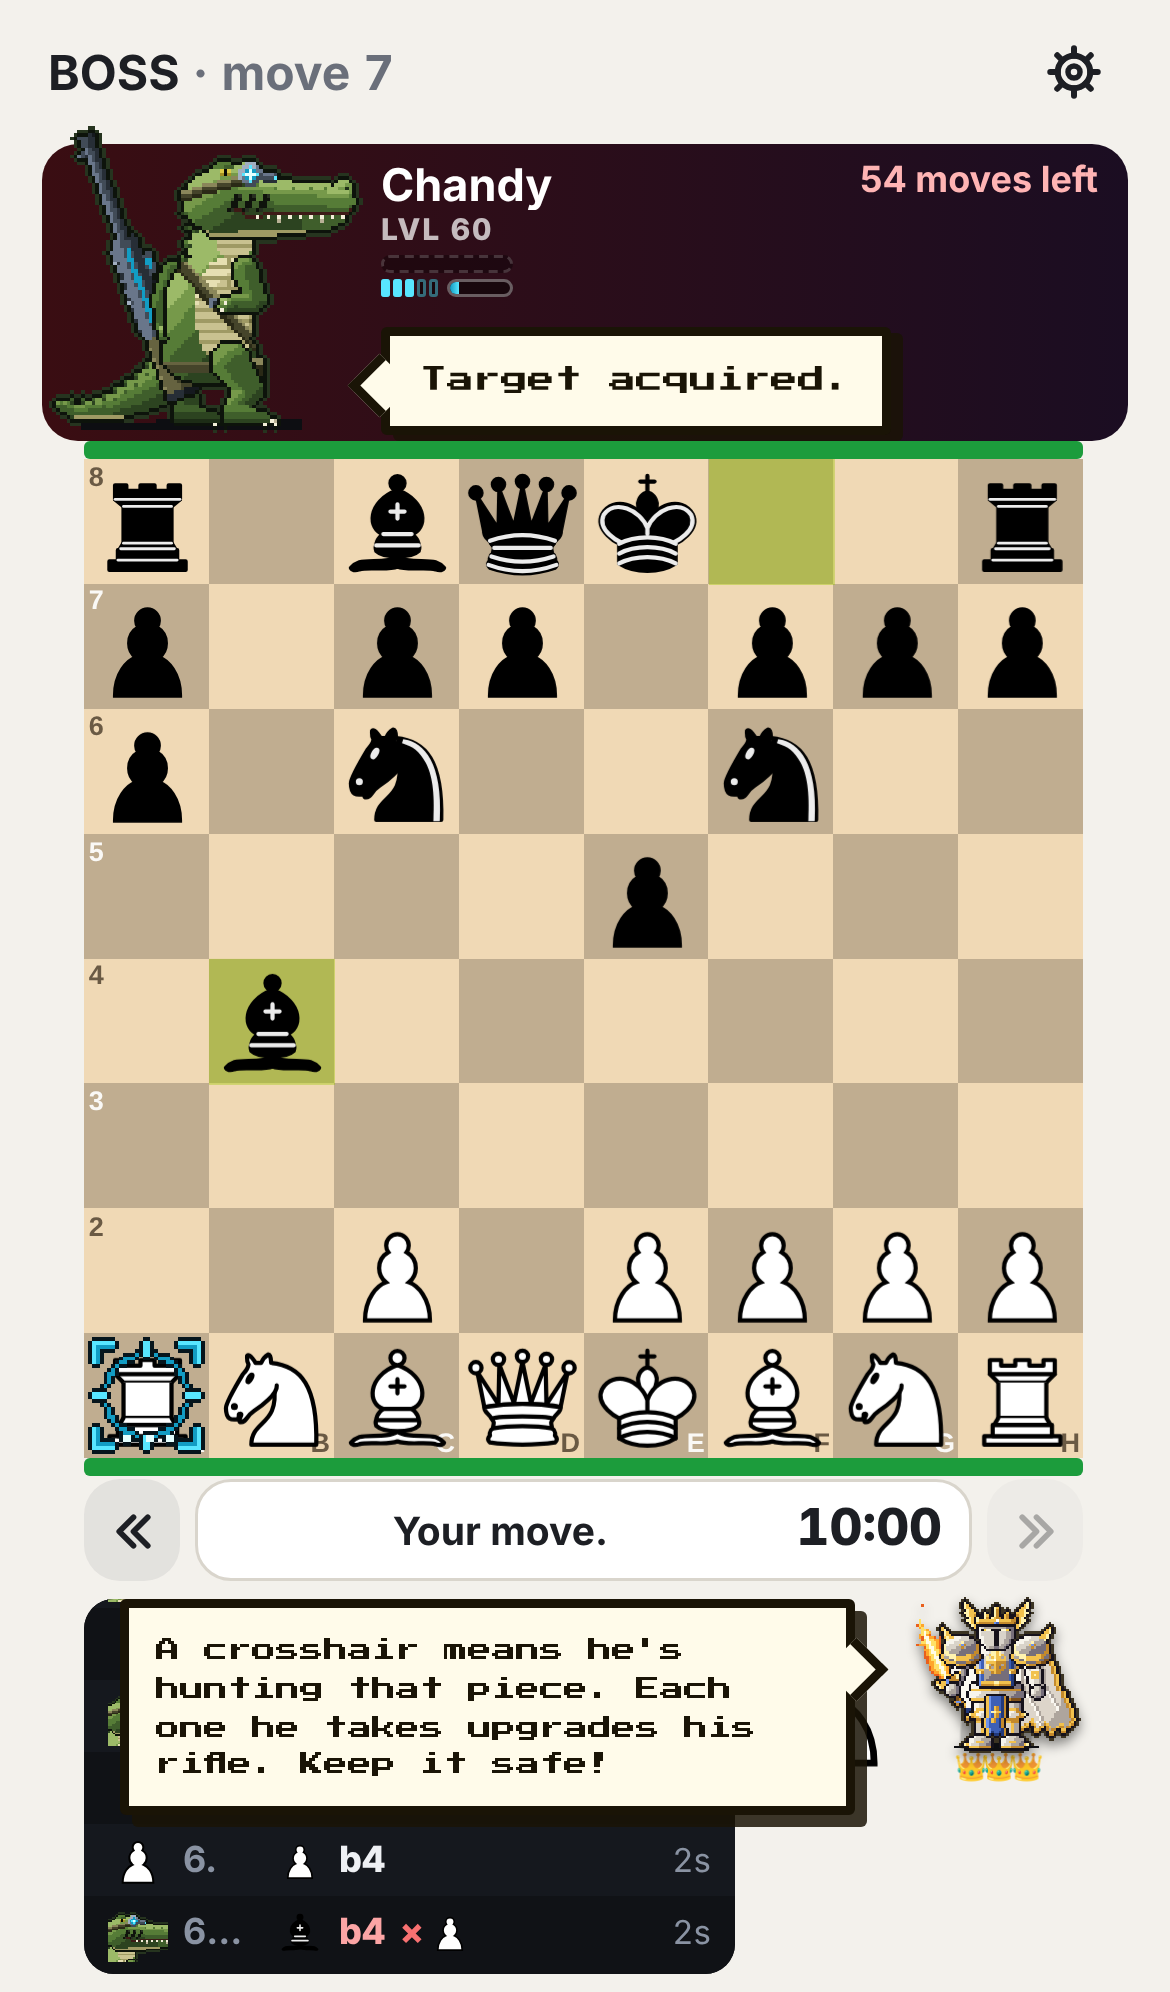 BOSS · move 7
Chandy
54 moves left
LVL 60
Target acquired.
8
7
6
5
4
3
2
B C D E F G H
Your move. 10:00
A crosshair means he's
hunting that piece. Each
one he takes upgrades his
rifle. Keep it safe!
6. b4 2s
6... b4 × 2s